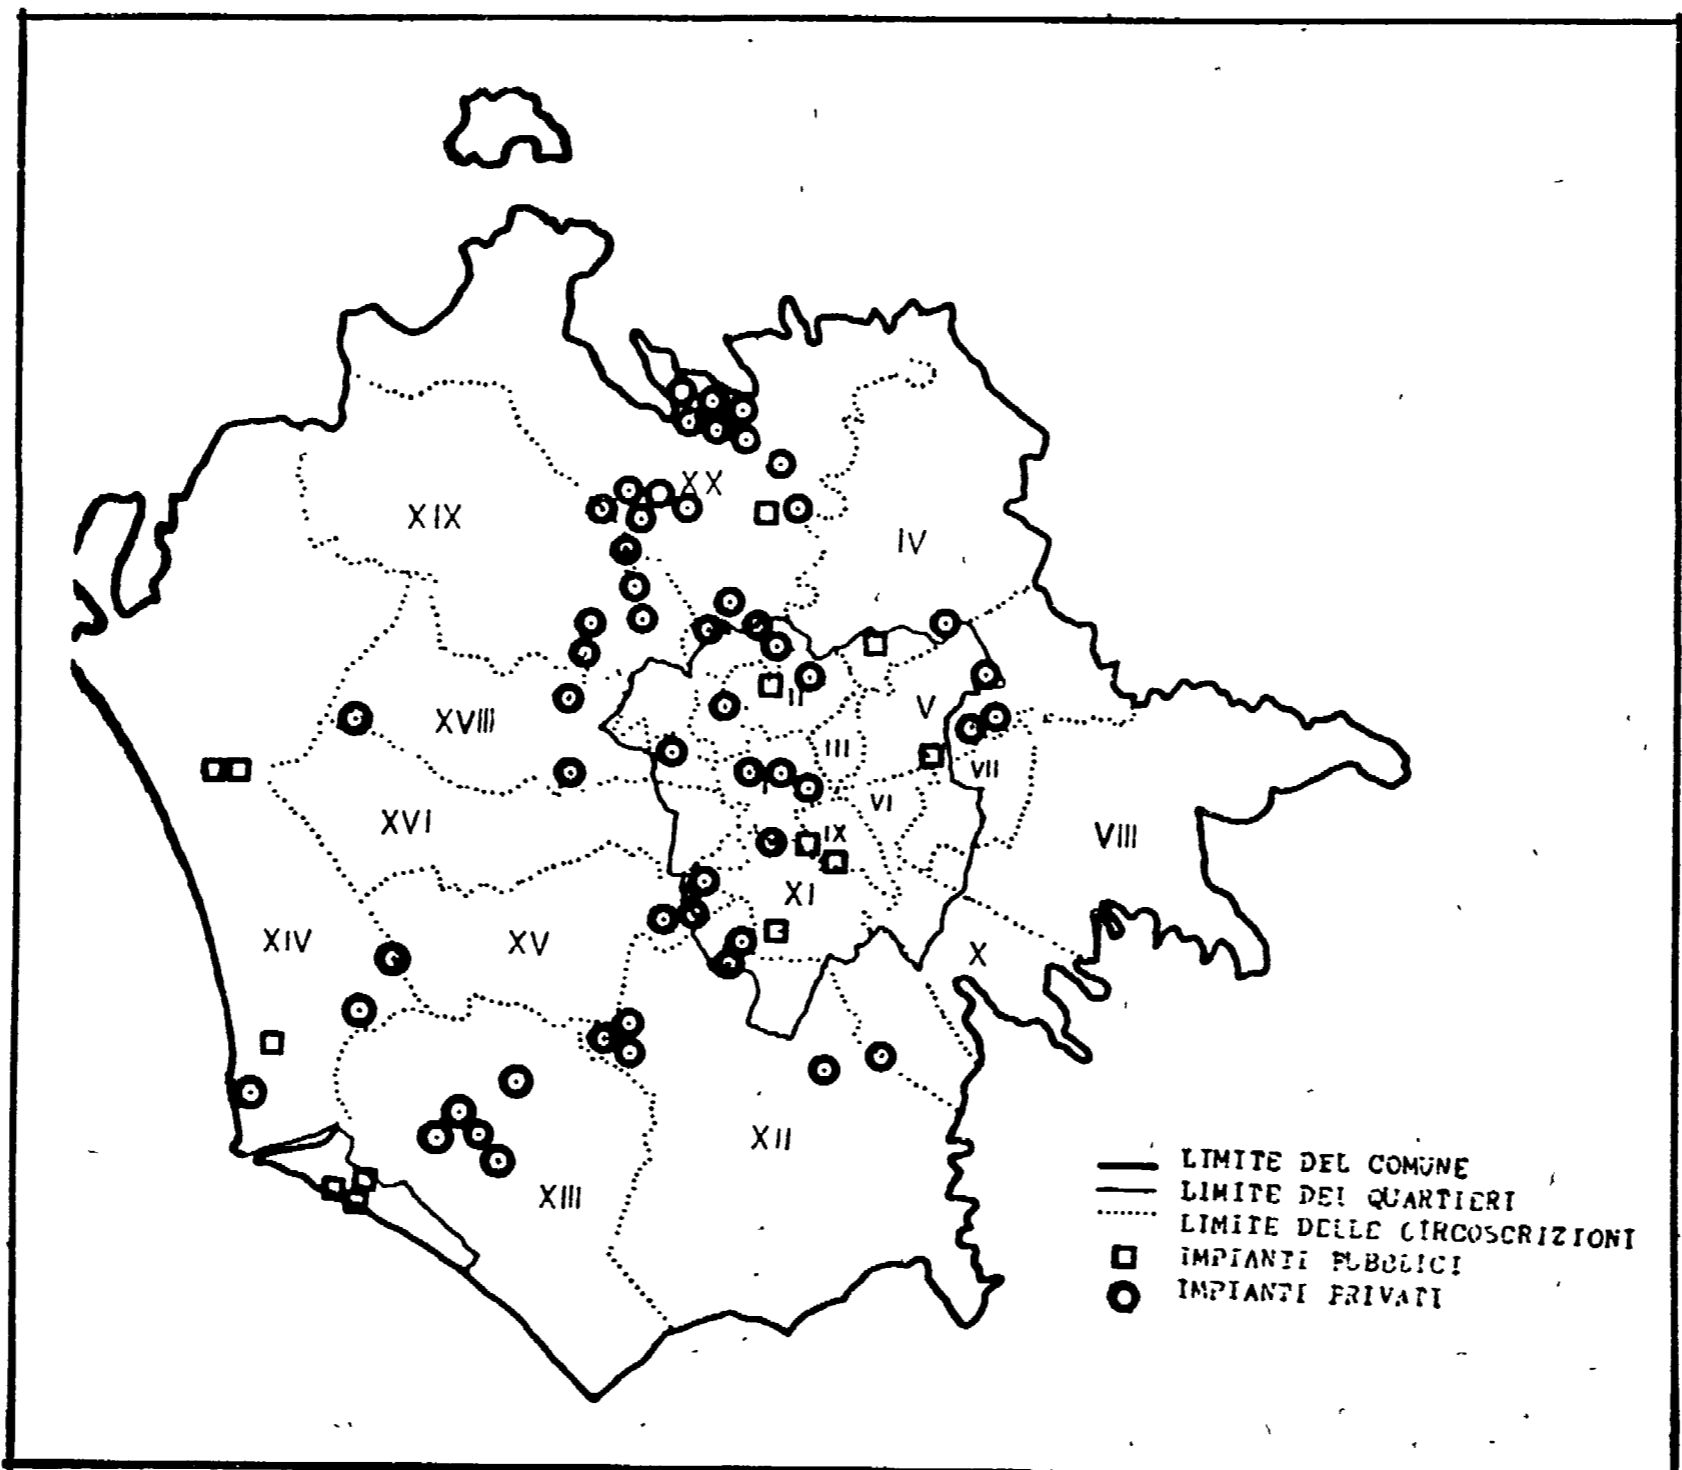 XX
XIX
IV
II
V
XVIII
III
VII
I
VI
XVI
IX
VIII
XI
XIV
XV
X
XII
XIII
LIMITE DEL COMUNE
LIMITE DEI QUARTIERI
LIMITE DELLE CIRCOSCRIZIONI
IMPIANTI PUBBLICI
IMPIANTI PRIVATI